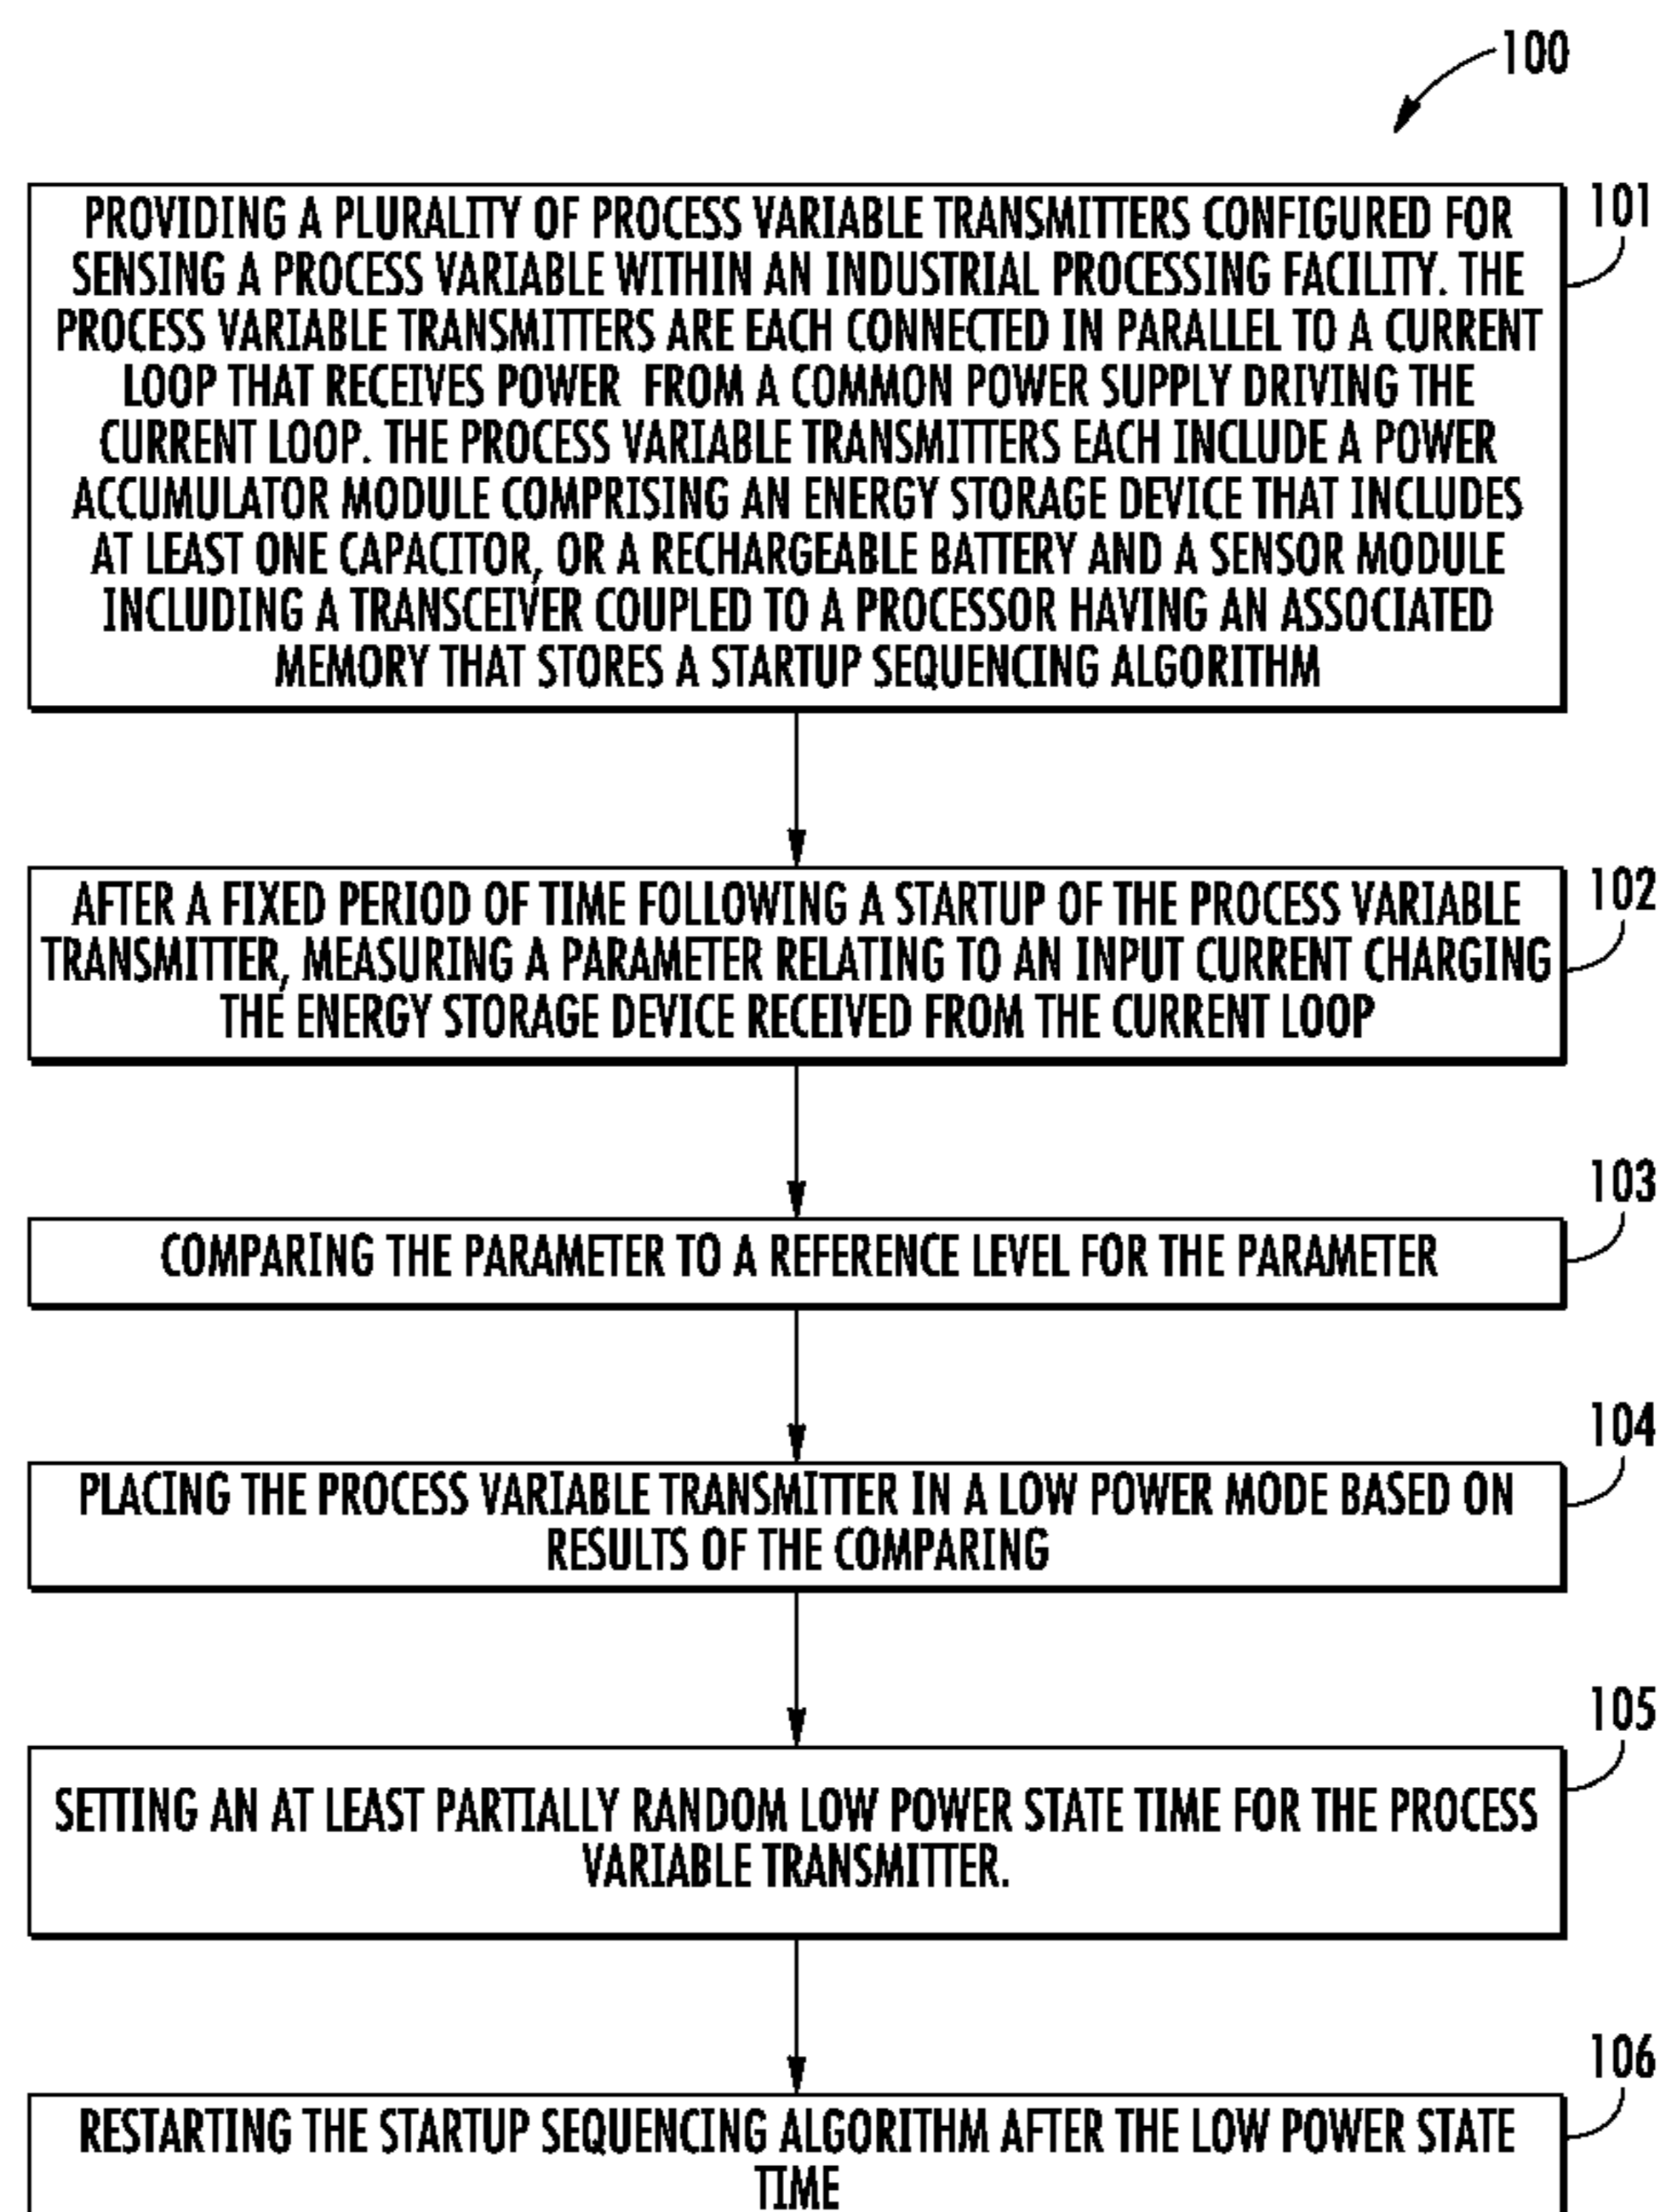 100
101
PROVIDING A PLURALITY OF PROCESS VARIABLE TRANSMITTERS CONFIGURED FOR
SENSING A PROCESS VARIABLE WITHIN AN INDUSTRIAL PROCESSING FACILITY. THE
PROCESS VARIABLE TRANSMITTERS ARE EACH CONNECTED IN PARALLEL TO A CURRENT
LOOP THAT RECEIVES POWER FROM A COMMON POWER SUPPLY DRIVING THE
CURRENT LOOP. THE PROCESS VARIABLE TRANSMITTERS EACH INCLUDE A POWER
ACCUMULATOR MODULE COMPRISING AN ENERGY STORAGE DEVICE THAT INCLUDES
AT LEAST ONE CAPACITOR, OR A RECHARGEABLE BATTERY AND A SENSOR MODULE
INCLUDING A TRANSCEIVER COUPLED TO A PROCESSOR HAVING AN ASSOCIATED
MEMORY THAT STORES A STARTUP SEQUENCING ALGORITHM
102
AFTER A FIXED PERIOD OF TIME FOLLOWING A STARTUP OF THE PROCESS VARIABLE
TRANSMITTER, MEASURING A PARAMETER RELATING TO AN INPUT CURRENT CHARGING
THE ENERGY STORAGE DEVICE RECEIVED FROM THE CURRENT LOOP
103
COMPARING THE PARAMETER TO A REFERENCE LEVEL FOR THE PARAMETER
104
PLACING THE PROCESS VARIABLE TRANSMITTER IN A LOW POWER MODE BASED ON
RESULTS OF THE COMPARING
105
SETTING AN AT LEAST PARTIALLY RANDOM LOW POWER STATE TIME FOR THE PROCESS
VARIABLE TRANSMITTER.
106
RESTARTING THE STARTUP SEQUENCING ALGORITHM AFTER THE LOW POWER STATE
TIME